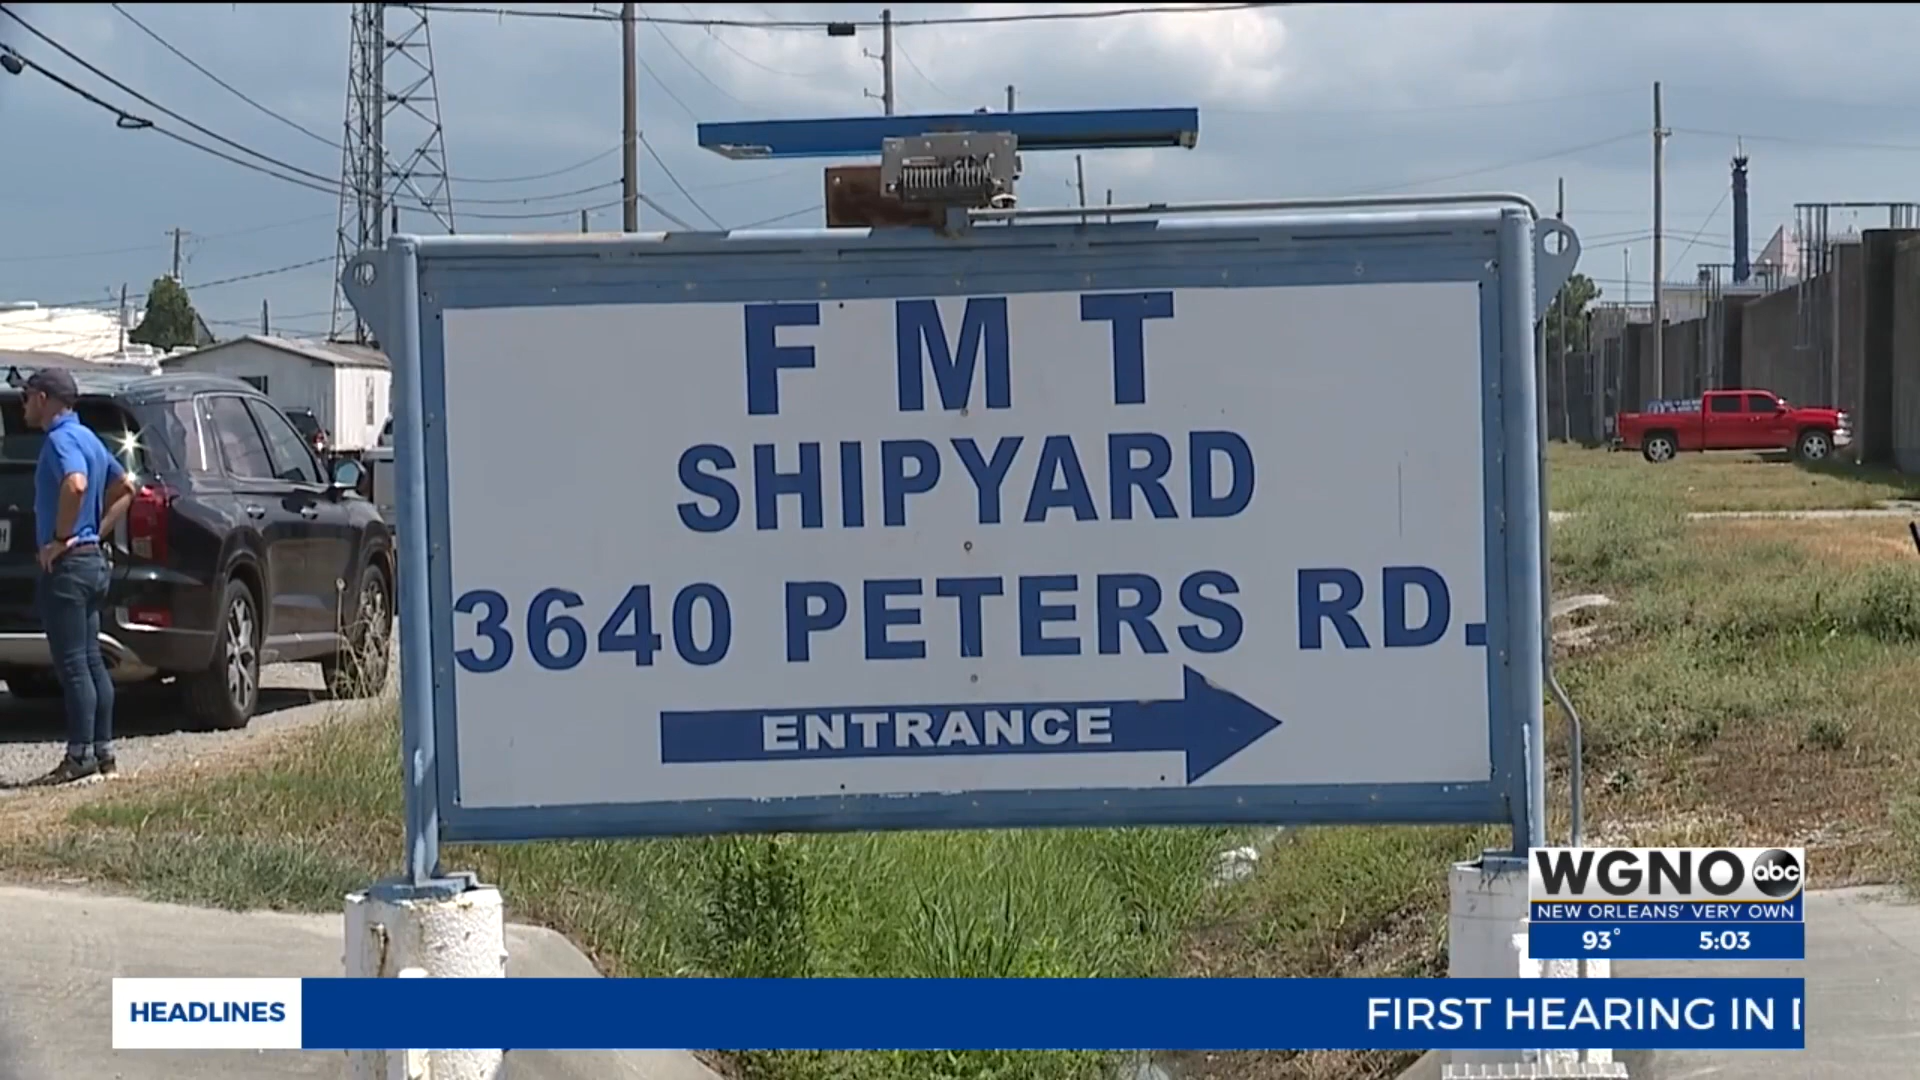 F M T
SHIPYARD
3640 PETERS RD.
ENTRANCE
WGNO abc
NEW ORLEANS' VERY OWN
93° 5:03
HEADLINES
FIRST HEARING IN